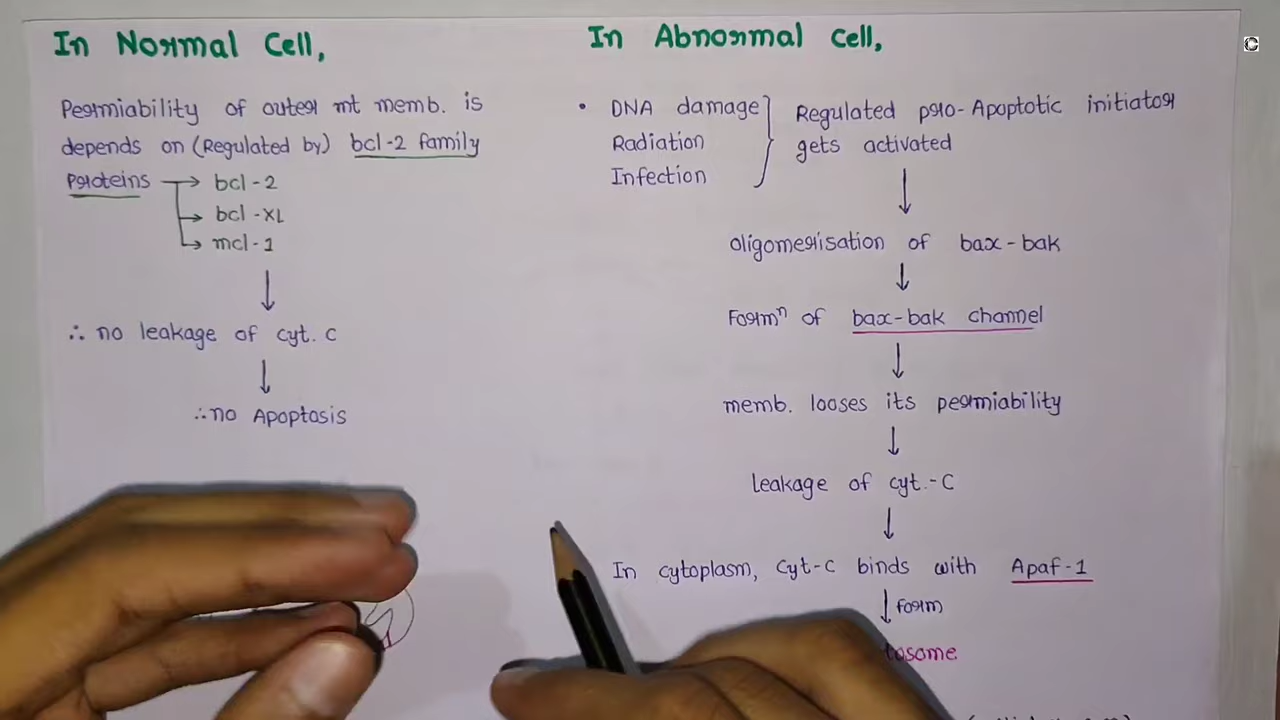 In Normal Cell,
Permiability of outer mt memb. is
depends on (Regulated by) bcl-2 family
Proteins → bcl-2
→ bcl-XL
→ mcl-1
↓
∴ no leakage of cyt. c
↓
∴ no Apoptosis
In Abnormal Cell,
• DNA damage
Radiation
Infection
Regulated pro-Apoptotic initiator
gets activated
↓
oligomerisation of bax-bak
↓
Formⁿ of bax-bak channel
↓
memb. looses its permiability
↓
leakage of cyt.-C
↓
In cytoplasm, Cyt-C binds with Apaf-1
↓ form